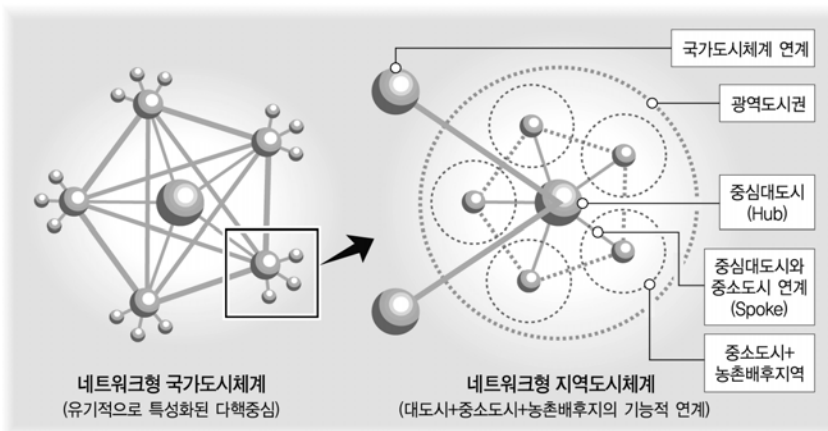 국가도시체계 연계
광역도시권
중심대도시
(Hub)
중심대도시와
중소도시 연계
(Spoke)
중소도시+
농촌배후지역
네트워크형 국가도시체계
(유기적으로 특성화된 다핵중심)
네트워크형 지역도시체계
(대도시+중소도시+농촌배후지의 기능적 연계)